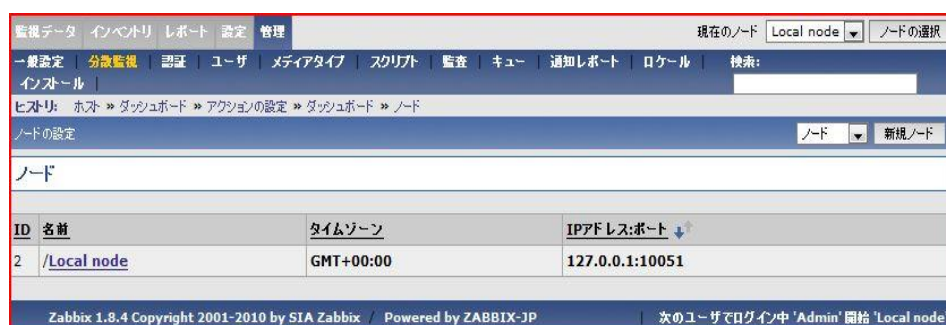 監視データ インベントリ レポート 設定 管理 現在のノード Local node ノードの選択
一般設定 | 分散監視 | 認証 | ユーザ | メディアタイプ | スクリプト | 監査 | キュー | 通知レポート | ロケール | 検索:
インストール |
ヒストリ: ホスト » ダッシュボード » アクションの設定 » ダッシュボード » ノード
ノードの設定 ノード 新規ノード
ノード
ID 名前 タイムゾーン IPアドレス:ポート
2 /Local node GMT+00:00 127.0.0.1:10051
Zabbix 1.8.4 Copyright 2001-2010 by SIA Zabbix / Powered by ZABBIX-JP | 次のユーザでログイン中 'Admin' 開始 'Local node